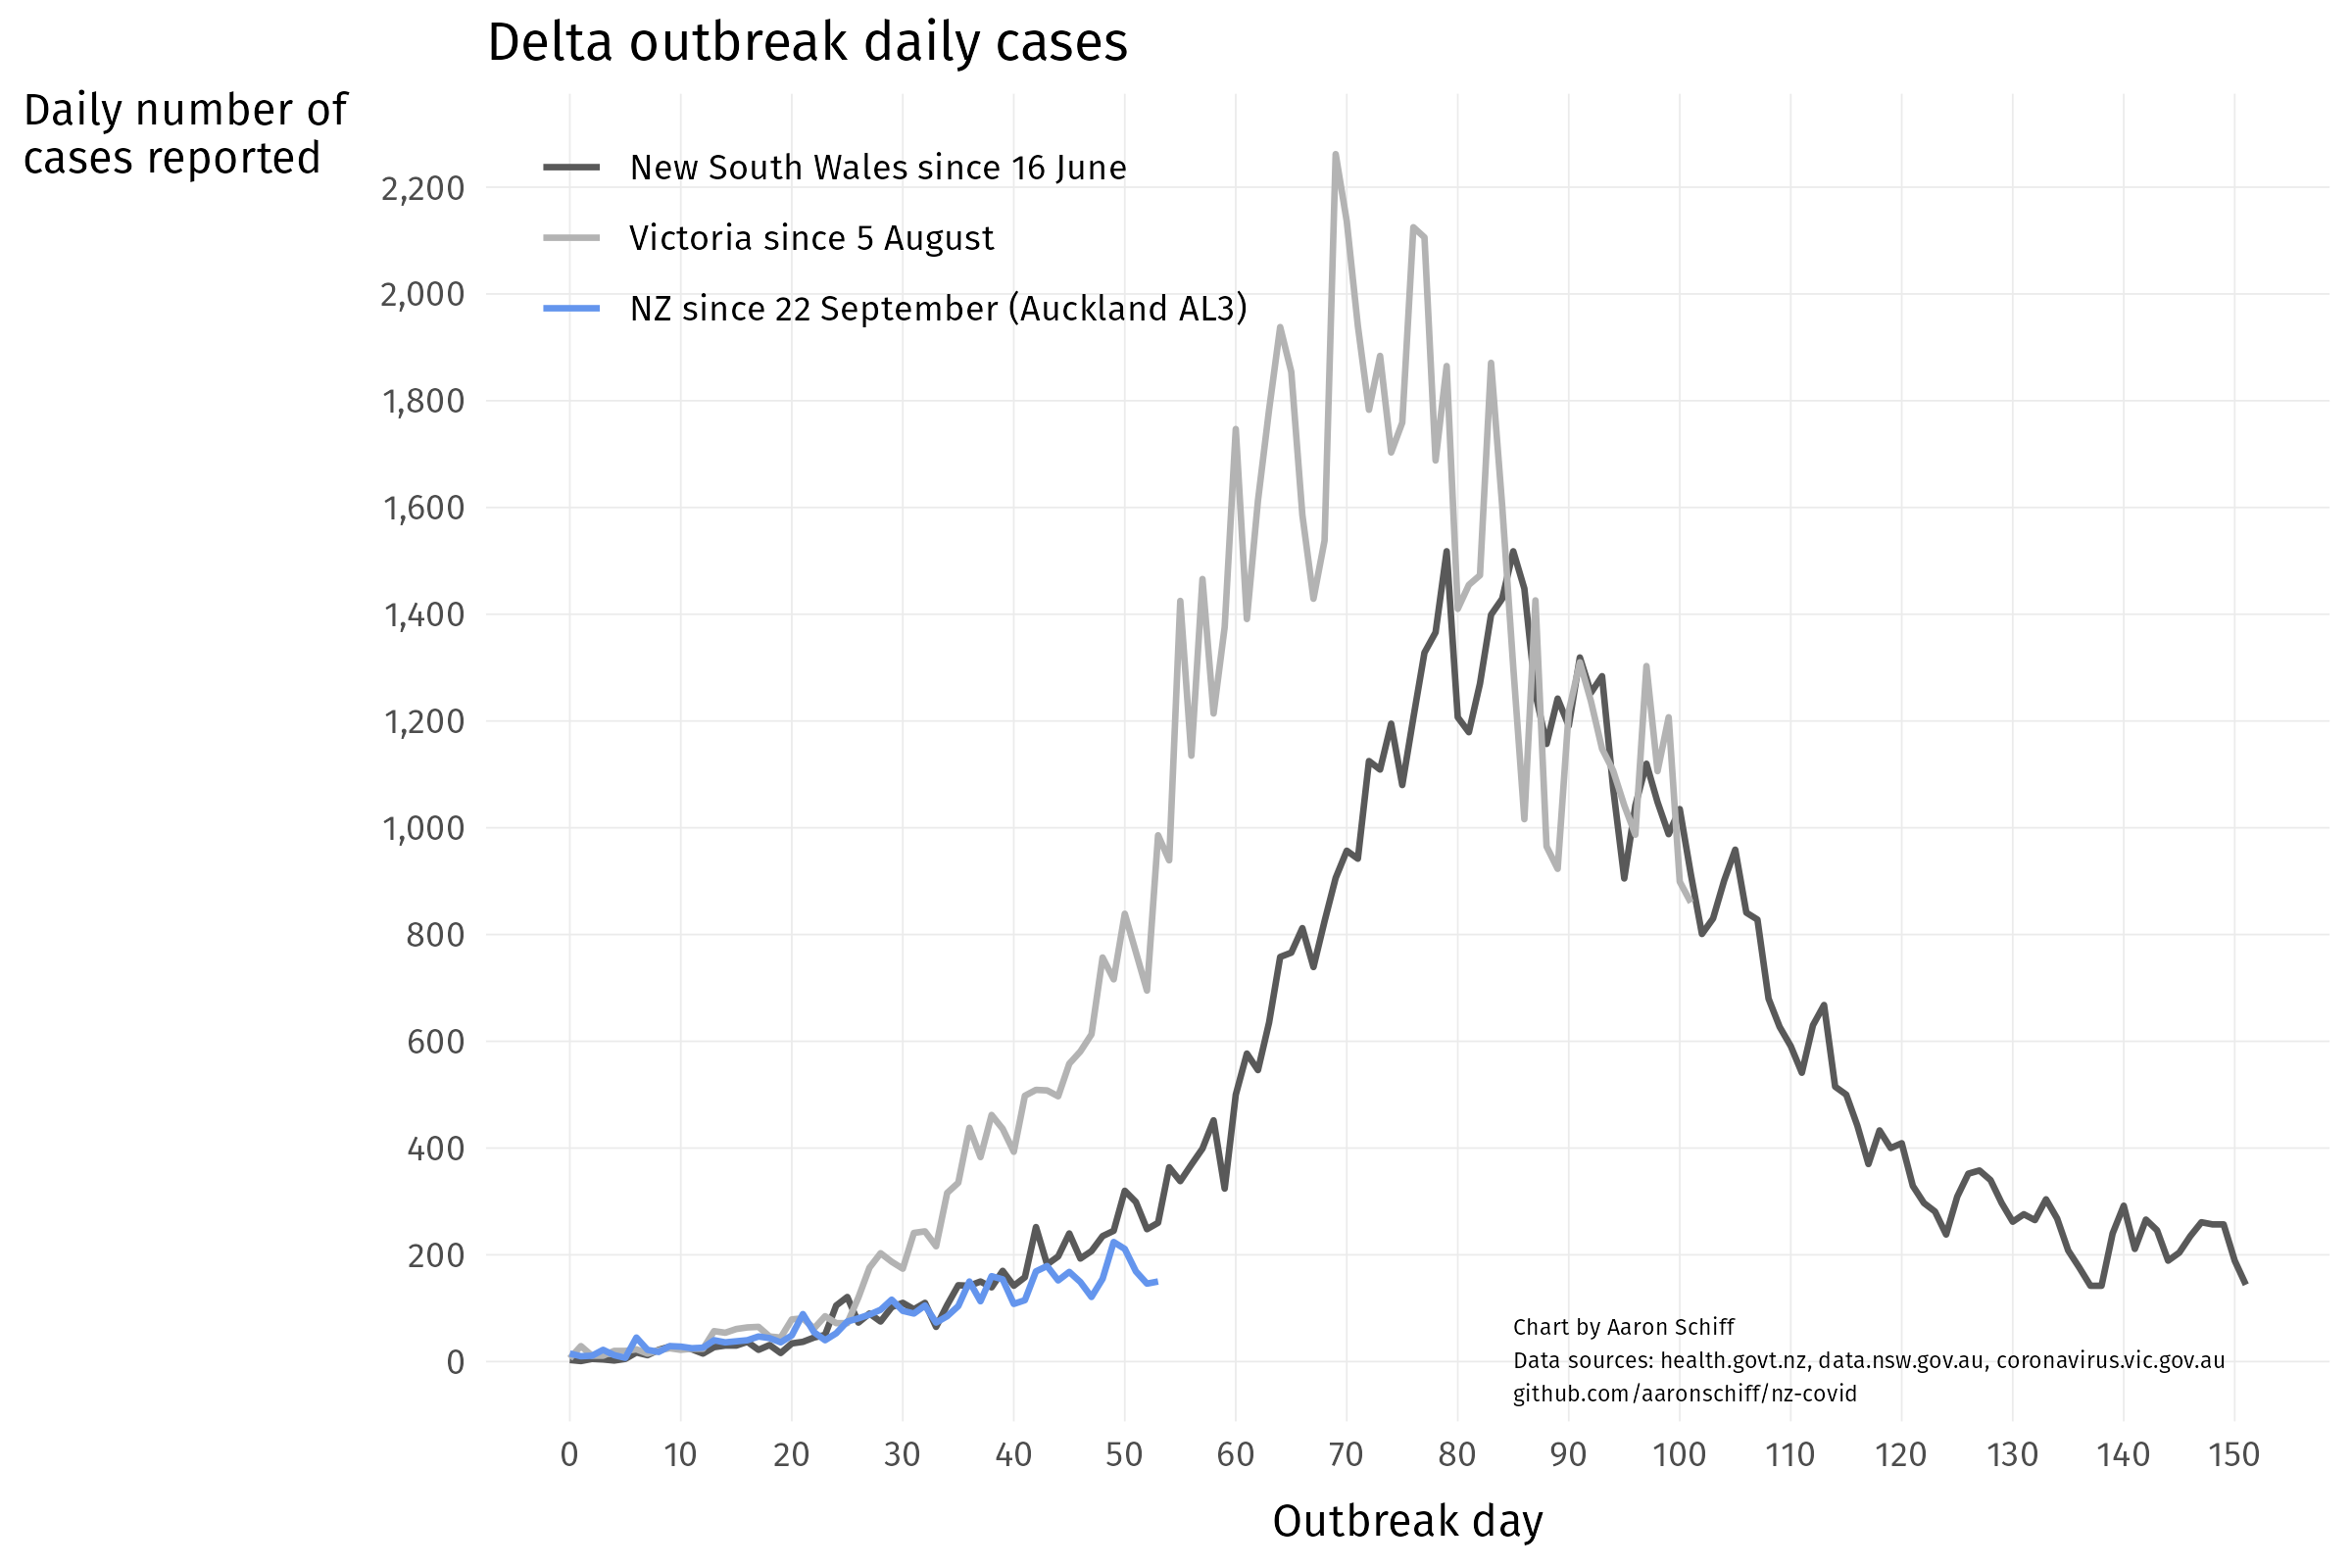 Delta outbreak daily cases
Daily number of
cases reported
New South Wales since 16 June
Victoria since 5 August
NZ since 22 September (Auckland AL3)
2,200
2,000
1,800
1,600
1,400
1,200
1,000
800
600
400
200
0
Chart by Aaron Schiff
Data sources: health.govt.nz, data.nsw.gov.au, coronavirus.vic.gov.au
github.com/aaronschiff/nz-covid
0 10 20 30 40 50 60 70 80 90 100 110 120 130 140 150
Outbreak day